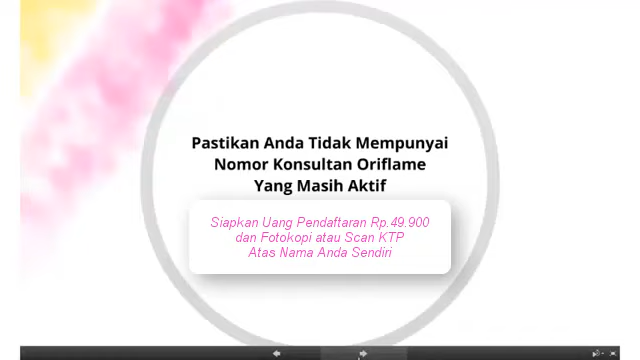 Pastikan Anda Tidak Mempunyai
Nomor Konsultan Oriflame
Yang Masih Aktif
Siapkan Uang Pendaftaran Rp.49.900
dan Fotokopi atau Scan KTP
Atas Nama Anda Sendiri